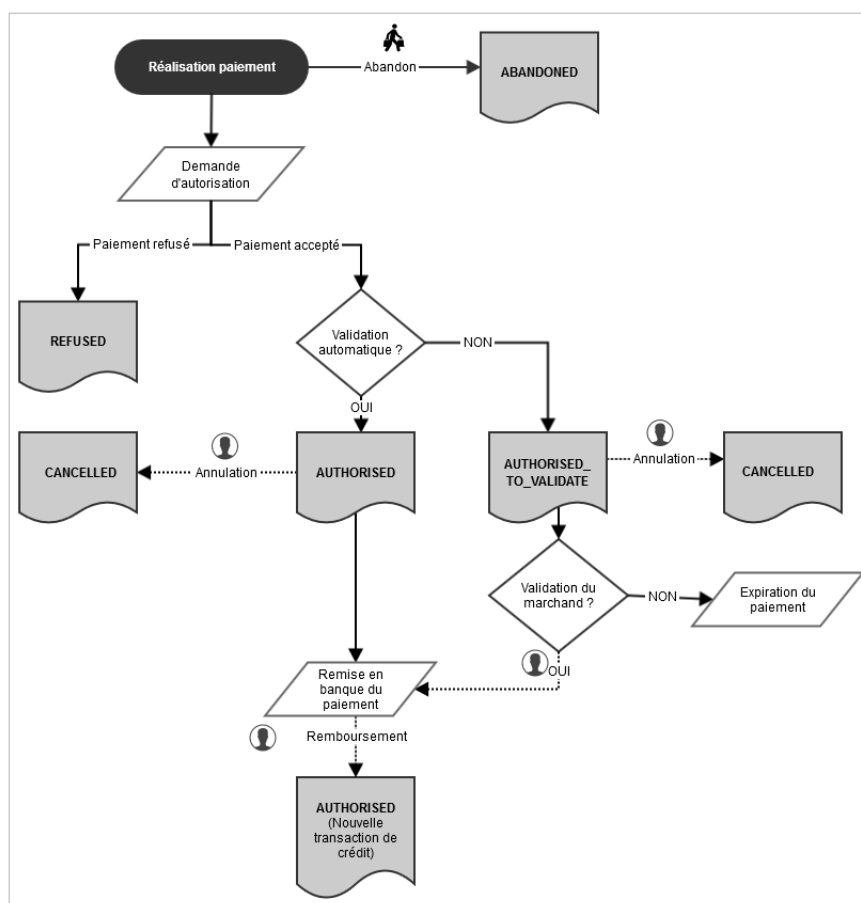 Réalisation paiement
Abandon
ABANDONED
Demande
d'autorisation
Paiement refusé
Paiement accepté
REFUSED
Validation
automatique ?
NON
OUI
CANCELLED
Annulation
AUTHORISED
AUTHORISED_
TO_VALIDATE
Annulation
CANCELLED
Validation du
marchand ?
NON
Expiration du
paiement
OUI
Remise en
banque du
paiement
Remboursement
AUTHORISED
(Nouvelle
transaction de
crédit)